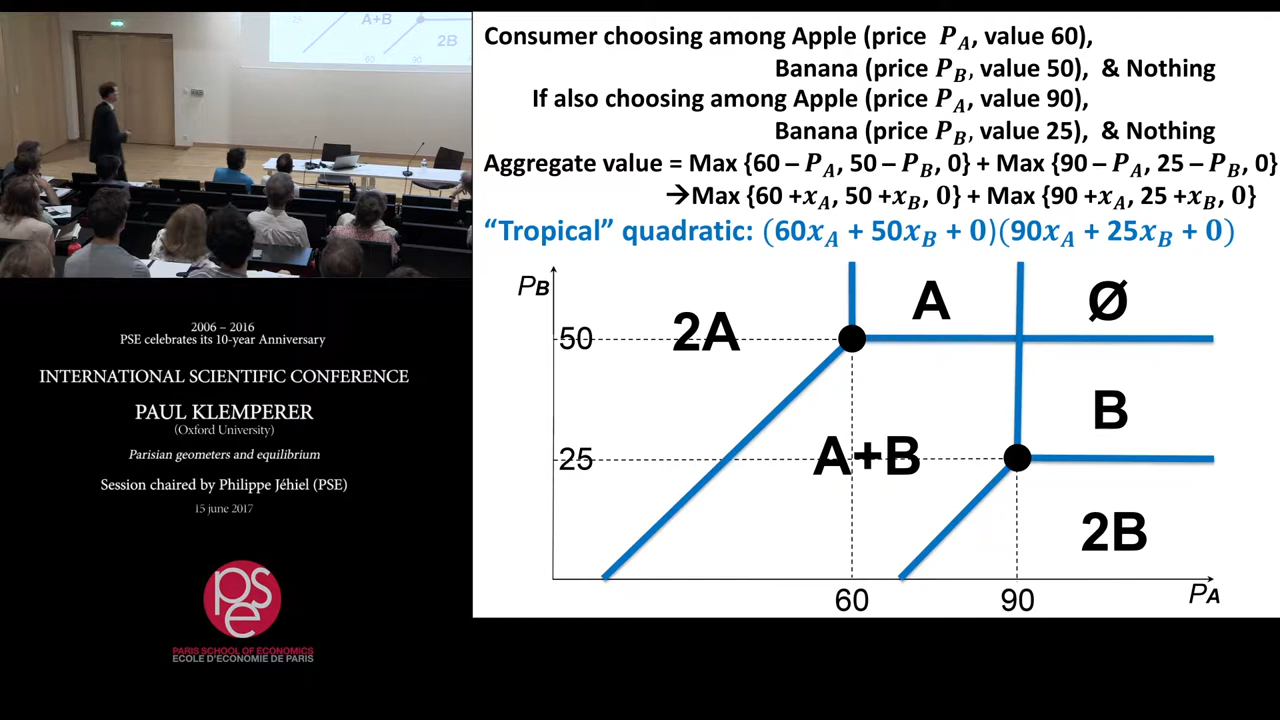 A+B
2B
60
90
2006 – 2016
PSE celebrates its 10-year Anniversary
INTERNATIONAL SCIENTIFIC CONFERENCE
PAUL KLEMPERER
(Oxford University)
Parisian geometers and equilibrium
Session chaired by Philippe Jéhiel (PSE)
15 june 2017
pse
PARIS SCHOOL OF ECONOMICS
ECOLE D'ECONOMIE DE PARIS
Consumer choosing among Apple (price P_A, value 60),
Banana (price P_B, value 50), & Nothing
If also choosing among Apple (price P_A, value 90),
Banana (price P_B, value 25), & Nothing
Aggregate value = Max {60 – P_A, 50 – P_B, 0} + Max {90 – P_A, 25 – P_B, 0}
→Max {60 +x_A, 50 +x_B, 0} + Max {90 +x_A, 25 +x_B, 0}
“Tropical” quadratic: (60x_A + 50x_B + 0)(90x_A + 25x_B + 0)
P_B
2A
A
Ø
50
B
25
A+B
2B
60
90
P_A